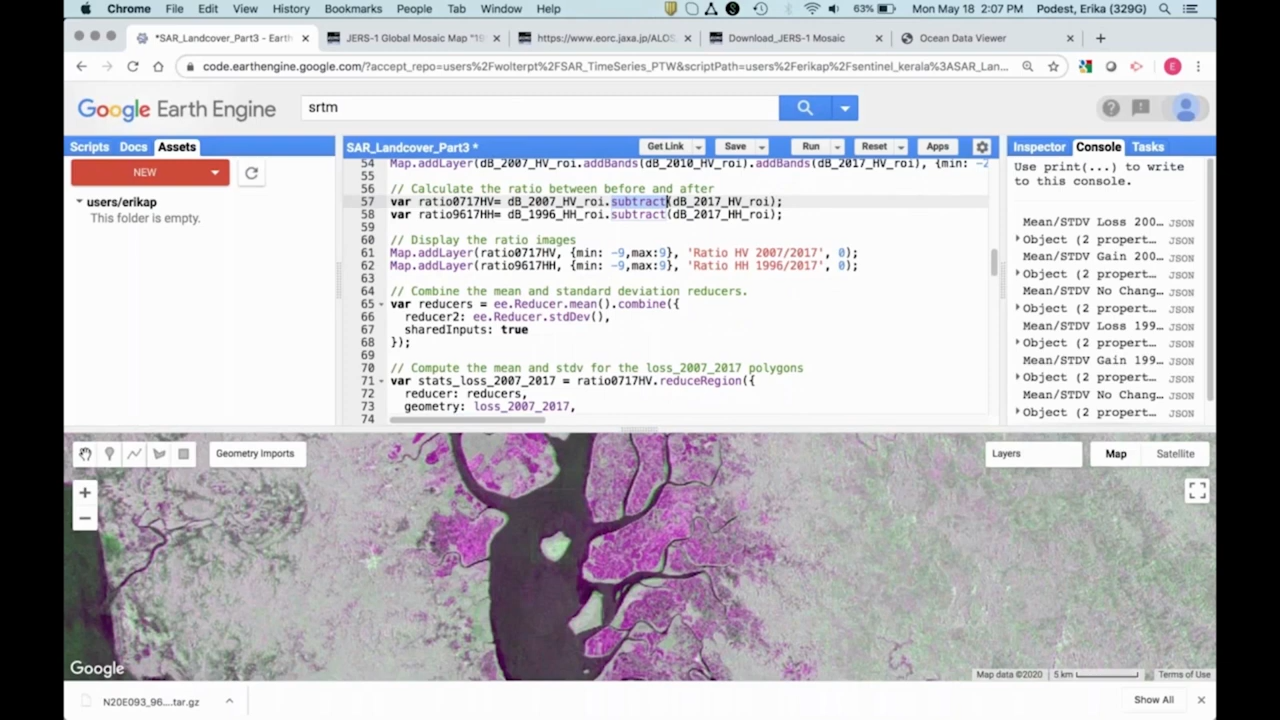 Chrome File Edit View History Bookmarks People Tab Window Help 63% Mon May 18 2:07 PM Podest, Erika (329G)
*SAR_Landcover_Part3 - Earth × JERS-1 Global Mosaic Map "19 × https://www.eorc.jaxa.jp/ALOS × Download_JERS-1 Mosaic × Ocean Data Viewer × +
code.earthengine.google.com/?accept_repo=users%2Fwolterpt%2FSAR_TimeSeries_PTW&scriptPath=users%2Ferikap%2Fsentinel_kerala%3ASAR_Lan... E
Google Earth Engine srtm
Scripts Docs Assets
NEW
users/erikap
This folder is empty.
SAR_Landcover_Part3 * Get Link Save Run Reset Apps
54 Map.addLayer(dB_2007_HV_roi.addBands(dB_2010_HV_roi).addBands(dB_2017_HV_roi), {min: -2
55
56 // Calculate the ratio between before and after
57 var ratio0717HV= dB_2007_HV_roi.subtract(dB_2017_HV_roi);
58 var ratio9617HH= dB_1996_HH_roi.subtract(dB_2017_HH_roi);
59
60 // Display the ratio images
61 Map.addLayer(ratio0717HV, {min: -9,max:9}, 'Ratio HV 2007/2017', 0);
62 Map.addLayer(ratio9617HH, {min: -9,max:9}, 'Ratio HH 1996/2017', 0);
63
64 // Combine the mean and standard deviation reducers.
65 var reducers = ee.Reducer.mean().combine({
66 reducer2: ee.Reducer.stdDev(),
67 sharedInputs: true
68 });
69
70 // Compute the mean and stdv for the loss_2007_2017 polygons
71 var stats_loss_2007_2017 = ratio0717HV.reduceRegion({
72 reducer: reducers,
73 geometry: loss_2007_2017,
74
Inspector Console Tasks
Use print(...) to write
to this console.
Mean/STDV Loss 200... JSON
Object (2 propert... JSON
Mean/STDV Gain 200... JSON
Object (2 propert... JSON
Mean/STDV No Chang... JSON
Object (2 propert... JSON
Mean/STDV Loss 199... JSON
Object (2 propert... JSON
Mean/STDV Gain 199... JSON
Object (2 propert... JSON
Mean/STDV No Chang... JSON
Object (2 propert... JSON
Geometry Imports Layers Map Satellite
+
−
Google Map data ©2020 5 km Terms of Use
N20E093_96....tar.gz Show All ×